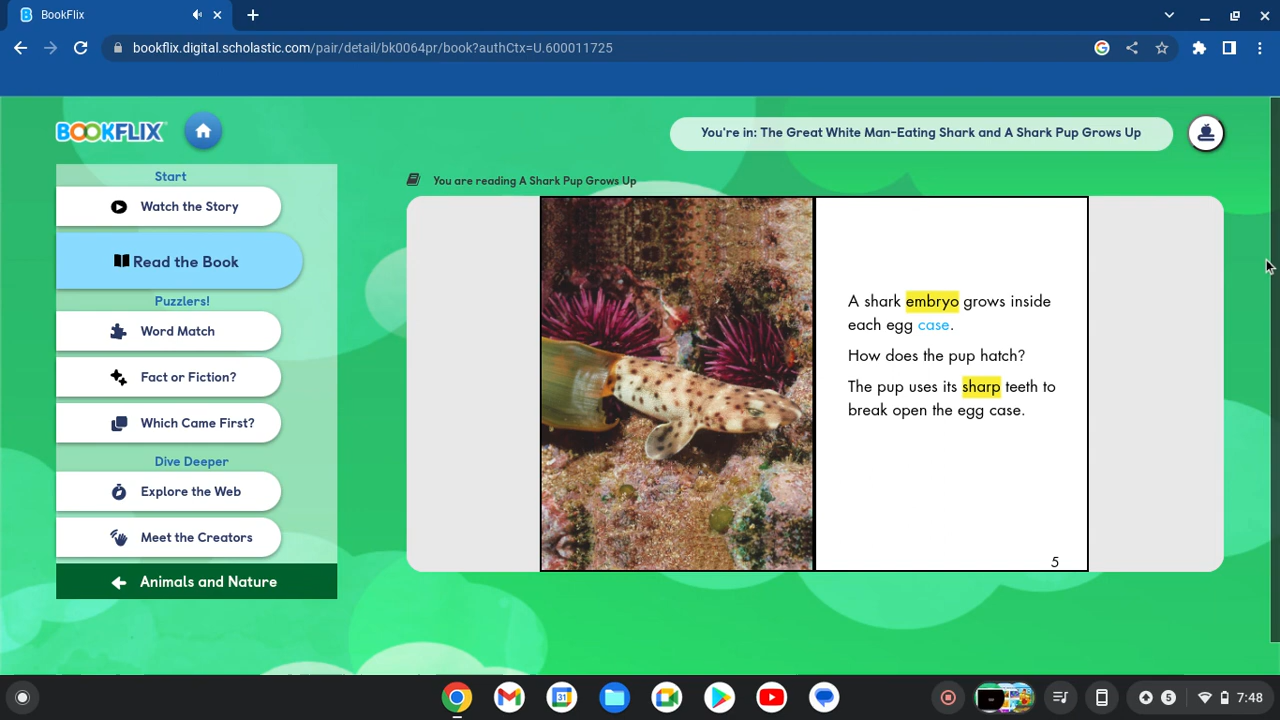 BookFlix
bookflix.digital.scholastic.com/pair/detail/bk0064pr/book?authCtx=U.600011725
BOOKFLIX
You're in: The Great White Man-Eating Shark and A Shark Pup Grows Up
Start
Watch the Story
Read the Book
Puzzlers!
Word Match
Fact or Fiction?
Which Came First?
Dive Deeper
Explore the Web
Meet the Creators
Animals and Nature
You are reading A Shark Pup Grows Up
A shark embryo grows inside
each egg case.
How does the pup hatch?
The pup uses its sharp teeth to
break open the egg case.
5
31
5
7:48